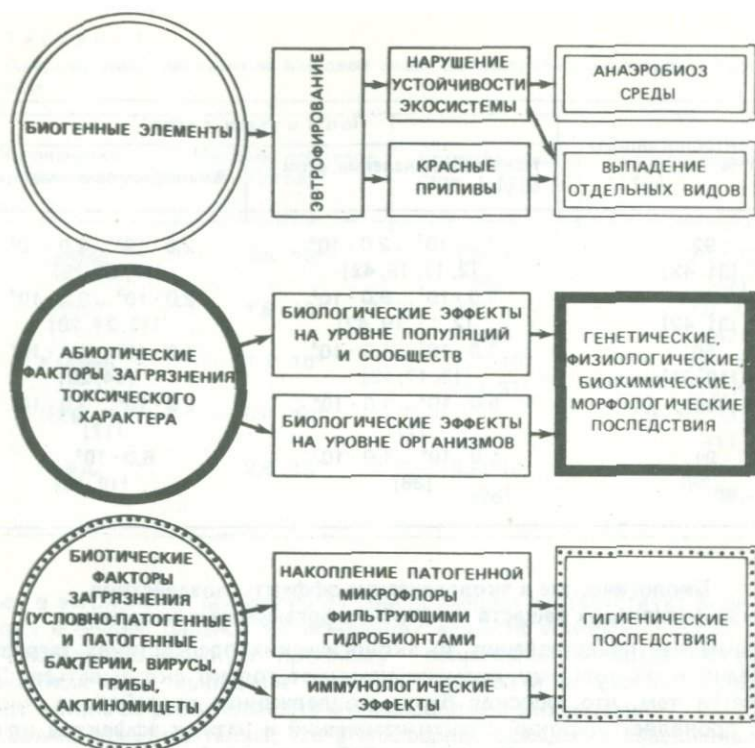 БИОГЕННЫЕ ЭЛЕМЕНТЫ
ЭВТРОФИРОВАНИЕ
НАРУШЕНИЕ
УСТОЙЧИВОСТИ
ЭКОСИСТЕМЫ
КРАСНЫЕ
ПРИЛИВЫ
АНАЭРОБИОЗ
СРЕДЫ
ВЫПАДЕНИЕ
ОТДЕЛЬНЫХ ВИДОВ
АБИОТИЧЕСКИЕ
ФАКТОРЫ ЗАГРЯЗНЕНИЯ
ТОКСИЧЕСКОГО
ХАРАКТЕРА
БИОЛОГИЧЕСКИЕ ЭФФЕКТЫ
НА УРОВНЕ ПОПУЛЯЦИЙ
И СООБЩЕСТВ
БИОЛОГИЧЕСКИЕ ЭФФЕКТЫ
НА УРОВНЕ ОРГАНИЗМОВ
ГЕНЕТИЧЕСКИЕ,
ФИЗИОЛОГИЧЕСКИЕ,
БИОХИМИЧЕСКИЕ,
МОРФОЛОГИЧЕСКИЕ
ПОСЛЕДСТВИЯ
БИОТИЧЕСКИЕ
ФАКТОРЫ
ЗАГРЯЗНЕНИЯ
(УСЛОВНО-ПАТОГЕННЫЕ
И ПАТОГЕННЫЕ
БАКТЕРИИ, ВИРУСЫ,
ГРИБЫ,
АКТИНОМИЦЕТЫ
НАКОПЛЕНИЕ ПАТОГЕННОЙ
МИКРОФЛОРЫ
ФИЛЬТРУЮЩИМИ
ГИДРОБИОНТАМИ
ИММУНОЛОГИЧЕСКИЕ
ЭФФЕКТЫ
ГИГИЕНИЧЕСКИЕ
ПОСЛЕДСТВИЯ